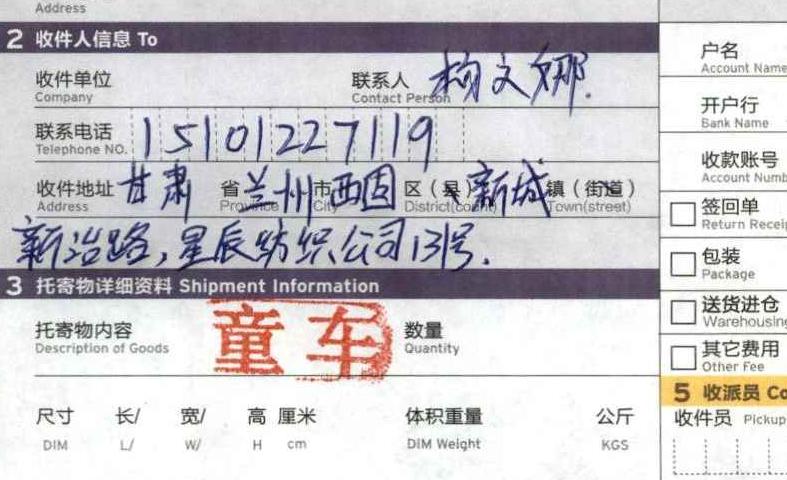 Address
2 收件人信息 To
收件单位 Company 联系人 Contact Person 杨文娜.
联系电话 Telephone NO. 15101227119
收件地址 Address 甘肃 省 Province 兰州 市 City 西固 区（县） District(county) 新城 镇（街道） Town(street)
新冶路,星辰纺织公司131号.
3 托寄物详细资料 Shipment Information
托寄物内容 Description of Goods 童车 数量 Quantity
尺寸 长/ 宽/ 高 厘米 体积重量 公斤
DIM L/ W/ H cm DIM Weight KGS
户名
Account Name
开户行
Bank Name
收款账号
Account Numb
签回单
Return Receip
包装
Package
送货进仓
Warehousing
其它费用
Other Fee
5 收派员 Co
收件员 Pickup